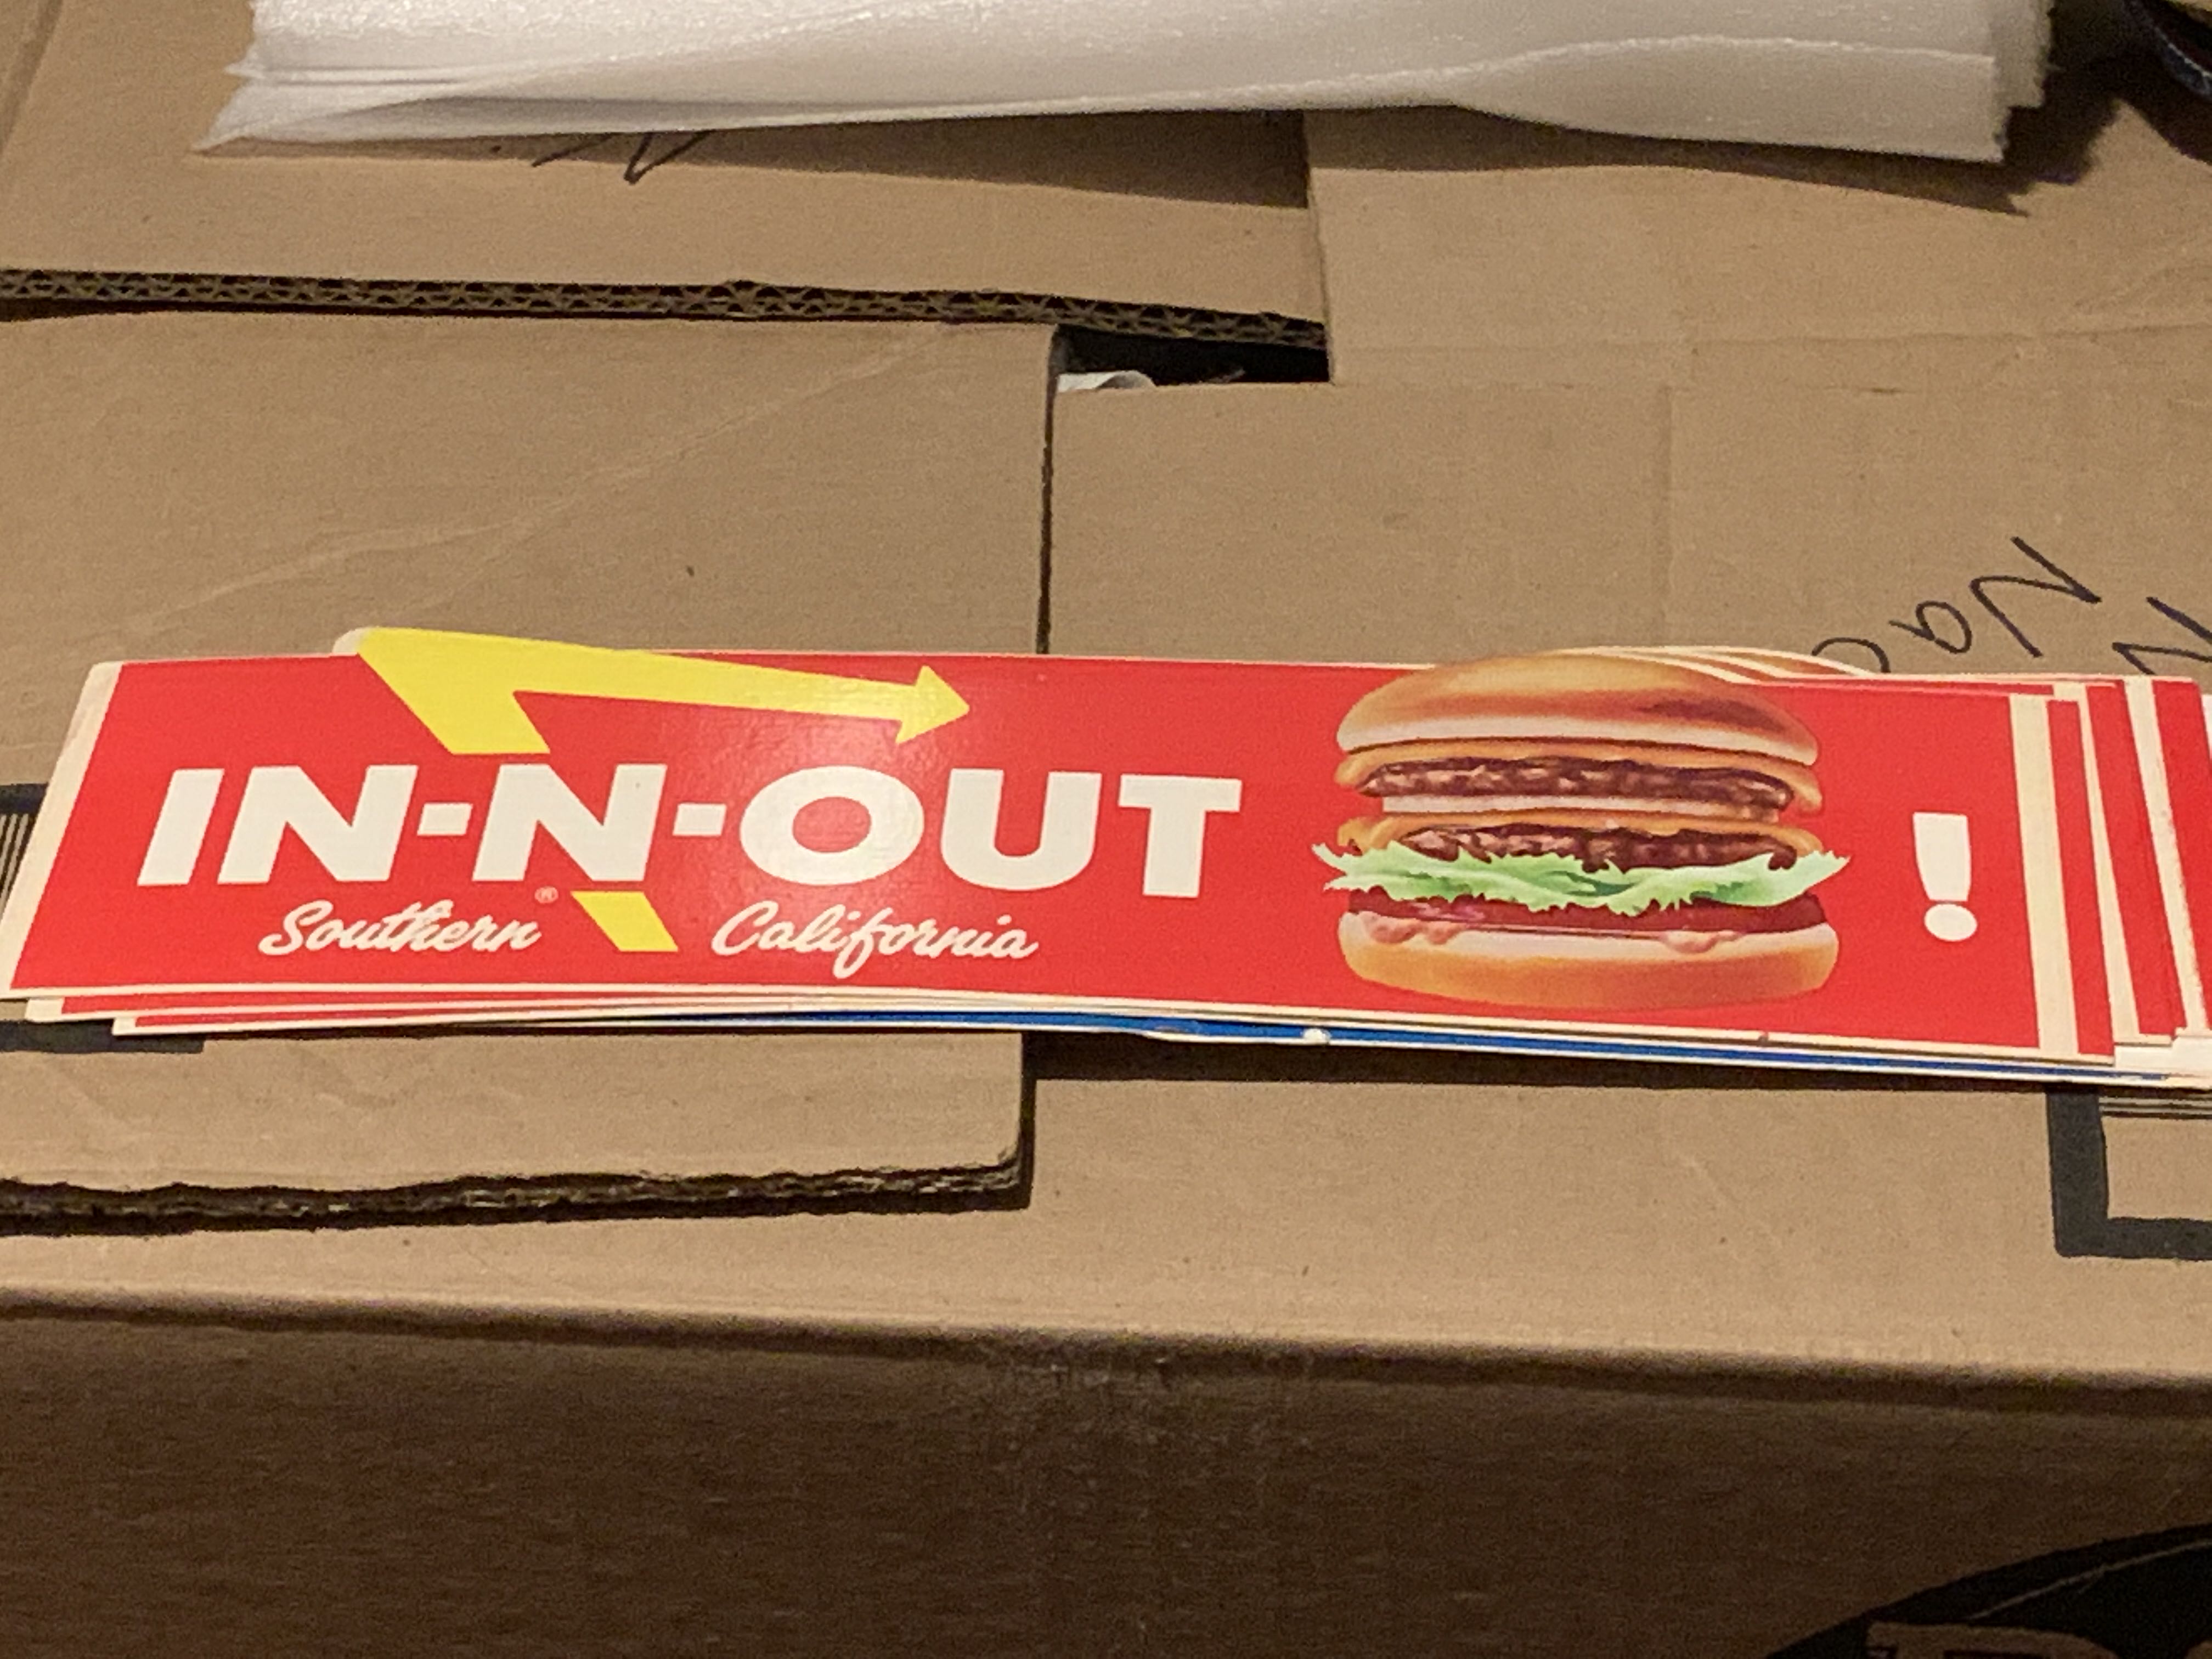 IN-N-OUT !
®
Southern California